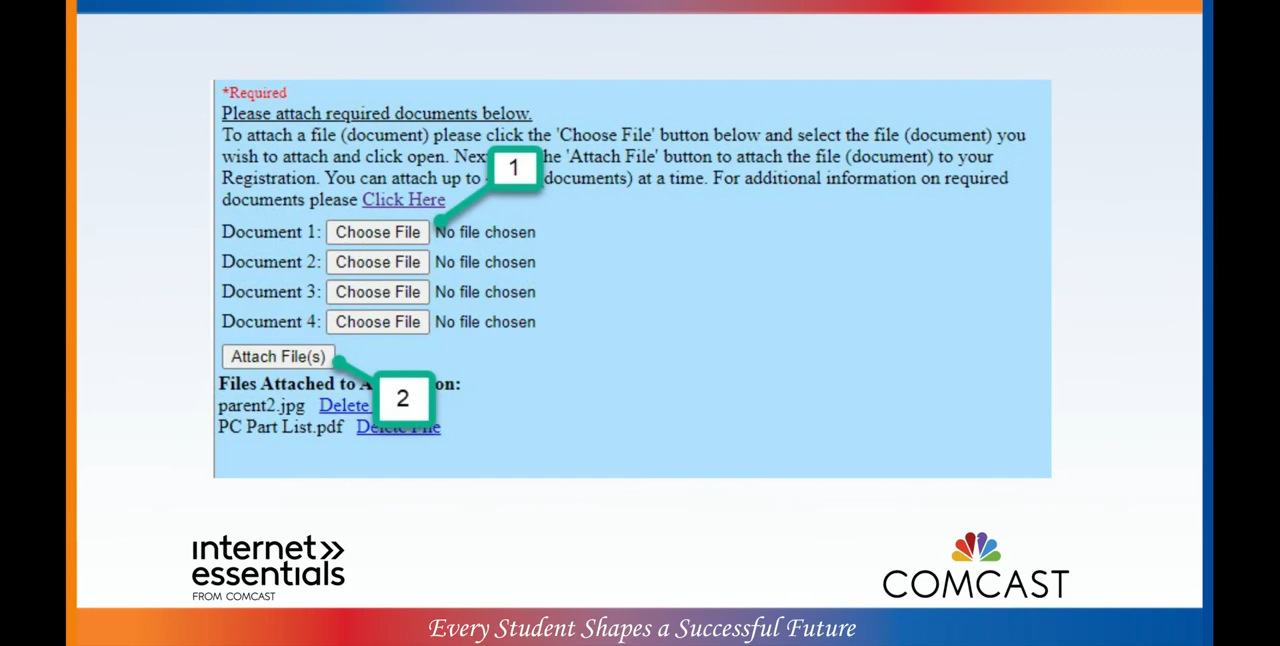 *Required
Please attach required documents below.
To attach a file (document) please click the 'Choose File' button below and select the file (document) you
wish to attach and click open. he 'Attach File' button to attach the file (document) to your
Registration. You can attach up to documents) at a time. For additional information on required
documents please Click Here
1
Document 1: Choose File No file chosen
Document 2: Choose File No file chosen
Document 3: Choose File No file chosen
Document 4: Choose File No file chosen
Attach File(s)
Files Attached to on:
2
parent2.jpg Delete
PC Part List.pdf Delete File
internet
essentials
FROM COMCAST
COMCAST
Every Student Shapes a Successful Future